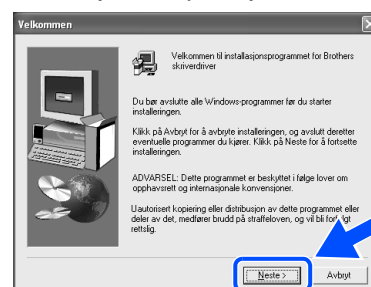 Velkommen
Velkommen til installasjonsprogrammet for Brothers
skriverdriver
Du bør avslutte alle Windows-programmer før du starter
installeringen.
Klikk på Avbryt for å avbryte installeringen, og avslutt deretter
eventuelle programmer du kjører. Klikk på Neste for å fortsette
installeringen.
ADVARSEL: Dette programmet er beskyttet i følge lover om
opphavsrett og internasjonale konvensjoner.
Uautorisert kopiering eller distribusjon av dette programmet eller
deler av det, medfører brudd på straffeloven, og vil bli forfulgt
rettslig.
Neste >
Avbryt